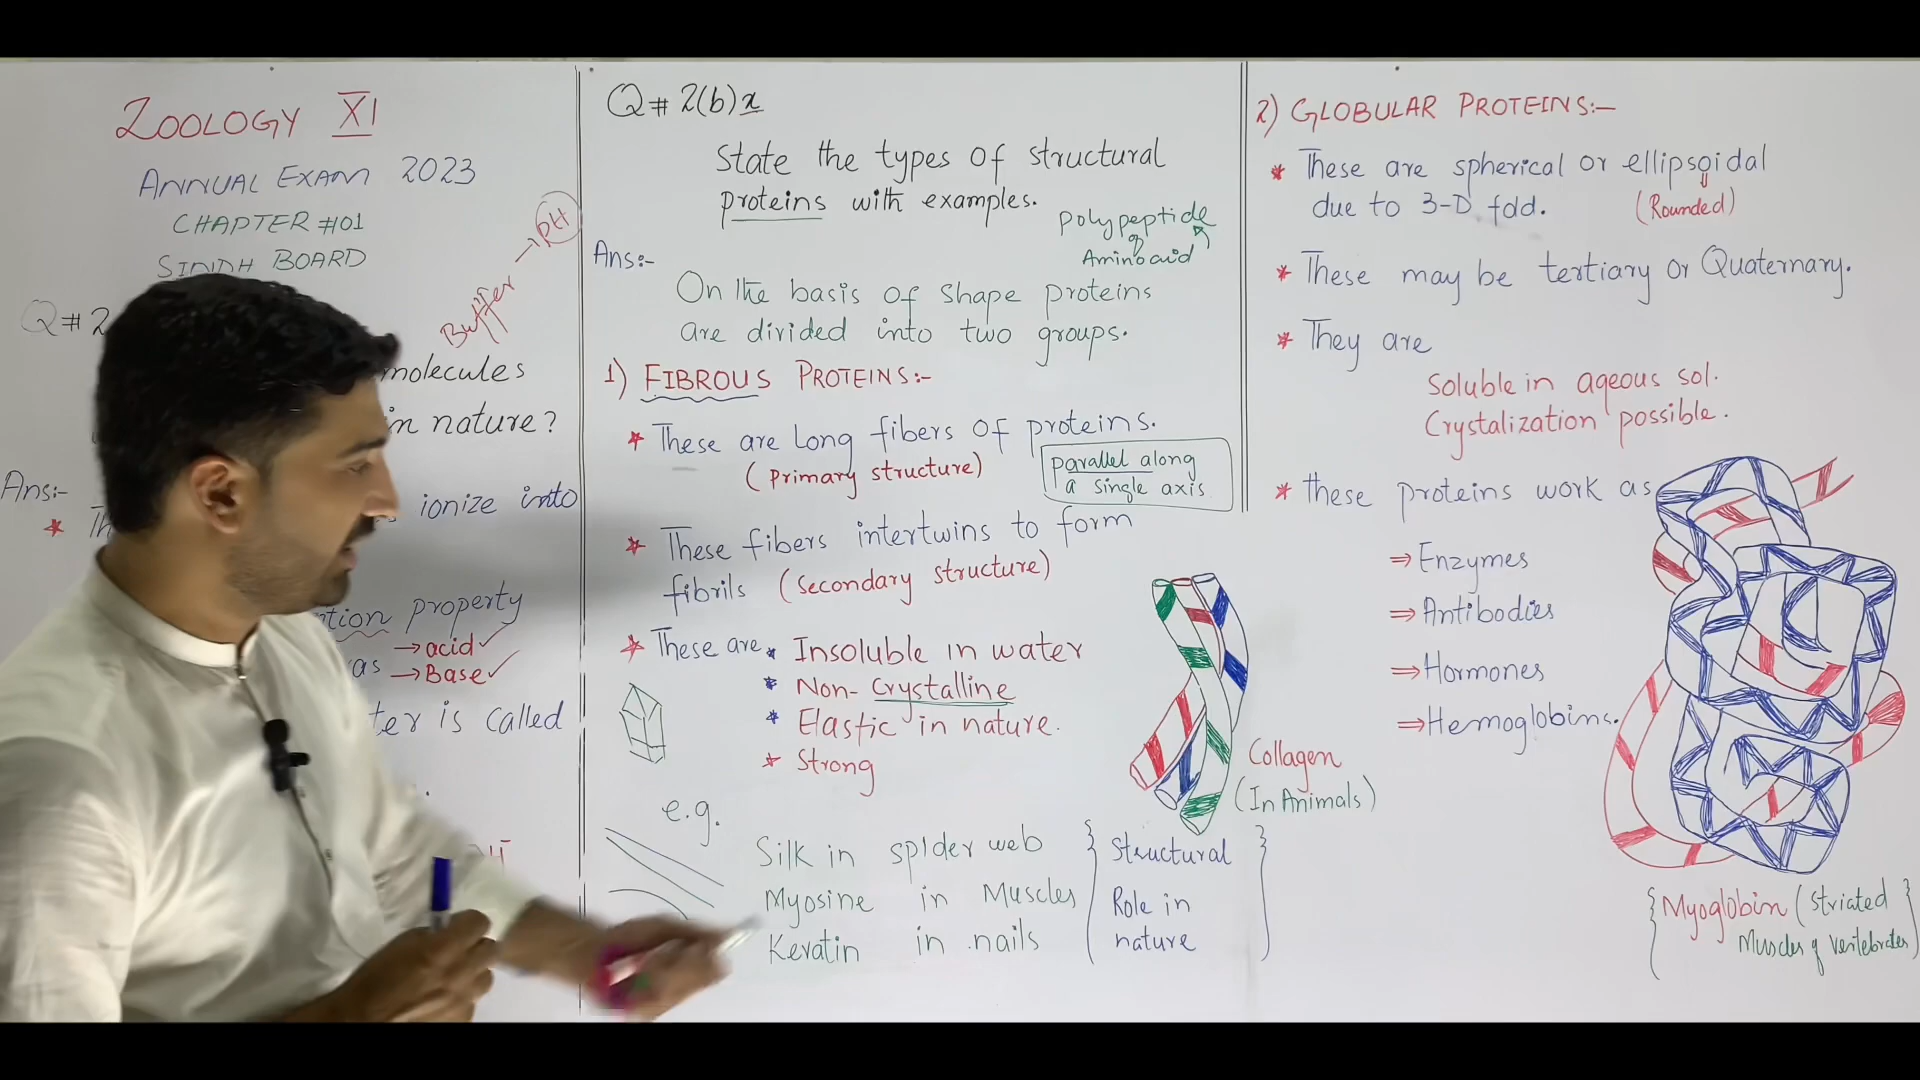 ZOOLOGY XI
ANNUAL EXAM 2023
CHAPTER #01
SINDH BOARD
Buffer → PH
Q# 2
molecules
in nature?
Ans:-
* Th
ionize into
property
→ acid ✓
as → Base ✓
ter is called
Q# 2(b) x
State the types of structural
proteins with examples.
polypeptide
of
Aminoacid
Ans:-
On the basis of shape proteins
are divided into two groups.
1) FIBROUS PROTEINS:-
* These are Long fibers of proteins.
(Primary structure)
parallel along
a single axis
* These fibers intertwins to form
fibrils (Secondary structure)
* These are * Insoluble in water
* Non-Crystalline
* Elastic in nature.
* Strong
Collagen
(In Animals)
e.g.
Silk in spider web
Myosine in Muscles
Keratin in nails
{ Structural }
Role in
nature
2) GLOBULAR PROTEINS:-
* These are spherical or ellipsoidal
due to 3-D fold. (Rounded)
* These may be tertiary or Quaternary.
* They are
Soluble in aqeous sol.
Crystalization possible.
* these proteins work as
⇒ Enzymes
⇒ Antibodies
⇒ Hormones
⇒ Hemoglobins.
{ Myoglobin (Striated }
Muscles of vertebrates